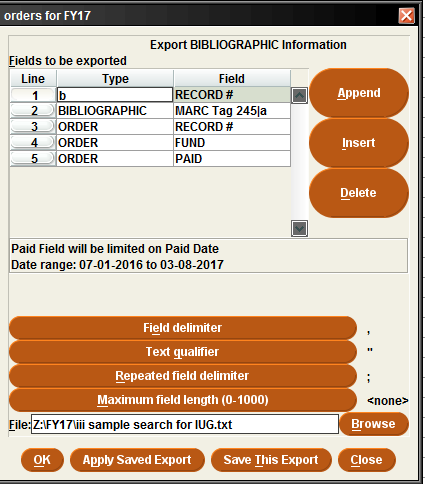 orders for FY17
Export BIBLIOGRAPHIC Information
Fields to be exported
Line Type Field
1 b RECORD #
2 BIBLIOGRAPHIC MARC Tag 245|a
3 ORDER RECORD #
4 ORDER FUND
5 ORDER PAID
Append
Insert
Delete
Paid Field will be limited on Paid Date
Date range: 07-01-2016 to 03-08-2017
Field delimiter ,
Text qualifier "
Repeated field delimiter ;
Maximum field length (0-1000) <none>
File: Z:\FY17\iii sample search for IUG.txt Browse
OK Apply Saved Export Save This Export Close